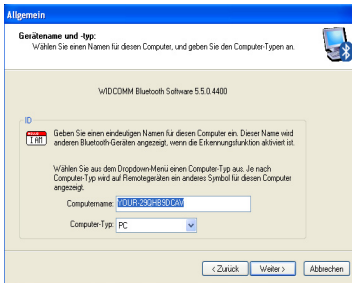 Allgemein
Gerätename und -typ:
Wählen Sie einen Namen für diesen Computer, und geben Sie den Computer-Typen an.
WIDCOMM Bluetooth Software 5.5.0.4400
ID
I AM
Geben Sie einen eindeutigen Namen für diesen Computer ein. Dieser Name wird
anderen Bluetooth-Geräten angezeigt, wenn die Erkennungsfunktion aktiviert ist.
Wählen Sie aus dem Dropdown-Menü einen Computer-Typ aus. Je nach
Computer-Typ wird auf Remotegeräten ein anderes Symbol für diesen Computer
angezeigt.
Computername: YOUR-29QHB9DCAV
Computer-Typ: PC
< Zurück Weiter > Abbrechen